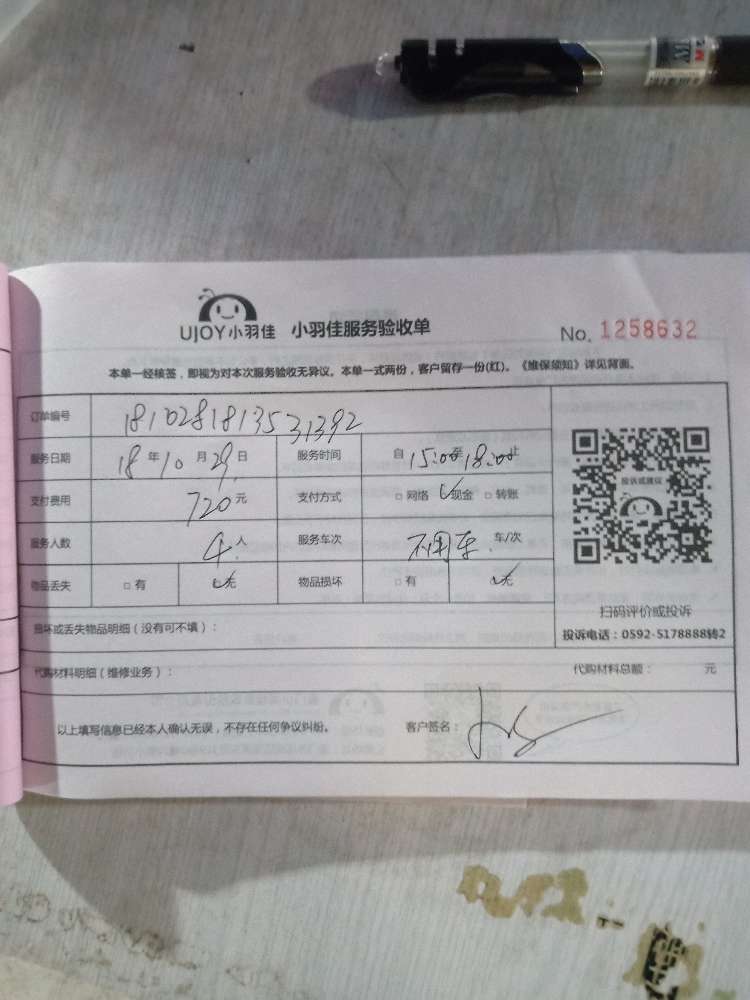 UJOY小羽佳 小羽佳服务验收单 No. 1258632
本单一经核签，即视为对本次服务验收无异议。本单一式两份，客户留存一份(红)。《维保须知》详见背面。
订单编号 181028181353​1392
服务日期 18年10月29日 服务时间 自15:00至18:00止
支付费用 720元 支付方式 □网络 ✓现金 □转账
服务人数 4人 服务车次 不用车 车/次
物品丢失 □有 ✓无 物品损坏 □有 ✓无
投诉或建议
扫码评价或投诉
投诉电话：0592-5178888转2
损坏或丢失物品明细（没有可不填）：
代购材料明细（维修业务）： 代购材料总额： 元
以上填写信息已经本人确认无误，不存在任何争议纠纷。 客户签名：